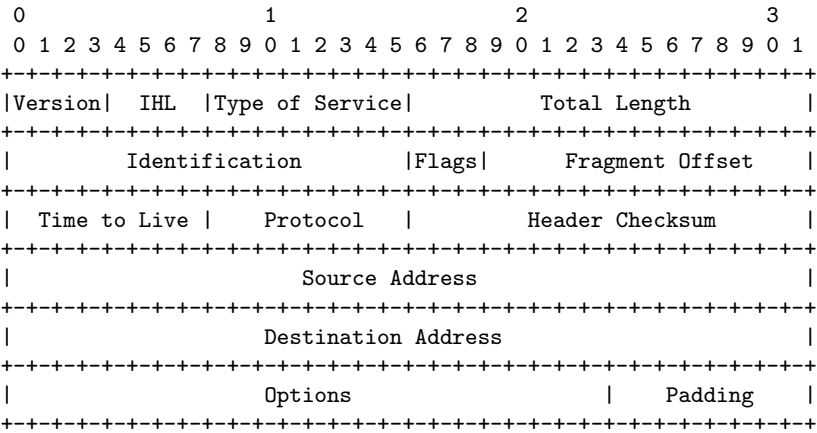 0                   1                   2                   3
 0 1 2 3 4 5 6 7 8 9 0 1 2 3 4 5 6 7 8 9 0 1 2 3 4 5 6 7 8 9 0 1
+-+-+-+-+-+-+-+-+-+-+-+-+-+-+-+-+-+-+-+-+-+-+-+-+-+-+-+-+-+-+-+-+
|Version|  IHL  |Type of Service|          Total Length         |
+-+-+-+-+-+-+-+-+-+-+-+-+-+-+-+-+-+-+-+-+-+-+-+-+-+-+-+-+-+-+-+-+
|         Identification        |Flags|      Fragment Offset    |
+-+-+-+-+-+-+-+-+-+-+-+-+-+-+-+-+-+-+-+-+-+-+-+-+-+-+-+-+-+-+-+-+
|  Time to Live |    Protocol   |         Header Checksum       |
+-+-+-+-+-+-+-+-+-+-+-+-+-+-+-+-+-+-+-+-+-+-+-+-+-+-+-+-+-+-+-+-+
|                       Source Address                          |
+-+-+-+-+-+-+-+-+-+-+-+-+-+-+-+-+-+-+-+-+-+-+-+-+-+-+-+-+-+-+-+-+
|                    Destination Address                        |
+-+-+-+-+-+-+-+-+-+-+-+-+-+-+-+-+-+-+-+-+-+-+-+-+-+-+-+-+-+-+-+-+
|                    Options                    |    Padding    |
+-+-+-+-+-+-+-+-+-+-+-+-+-+-+-+-+-+-+-+-+-+-+-+-+-+-+-+-+-+-+-+-+